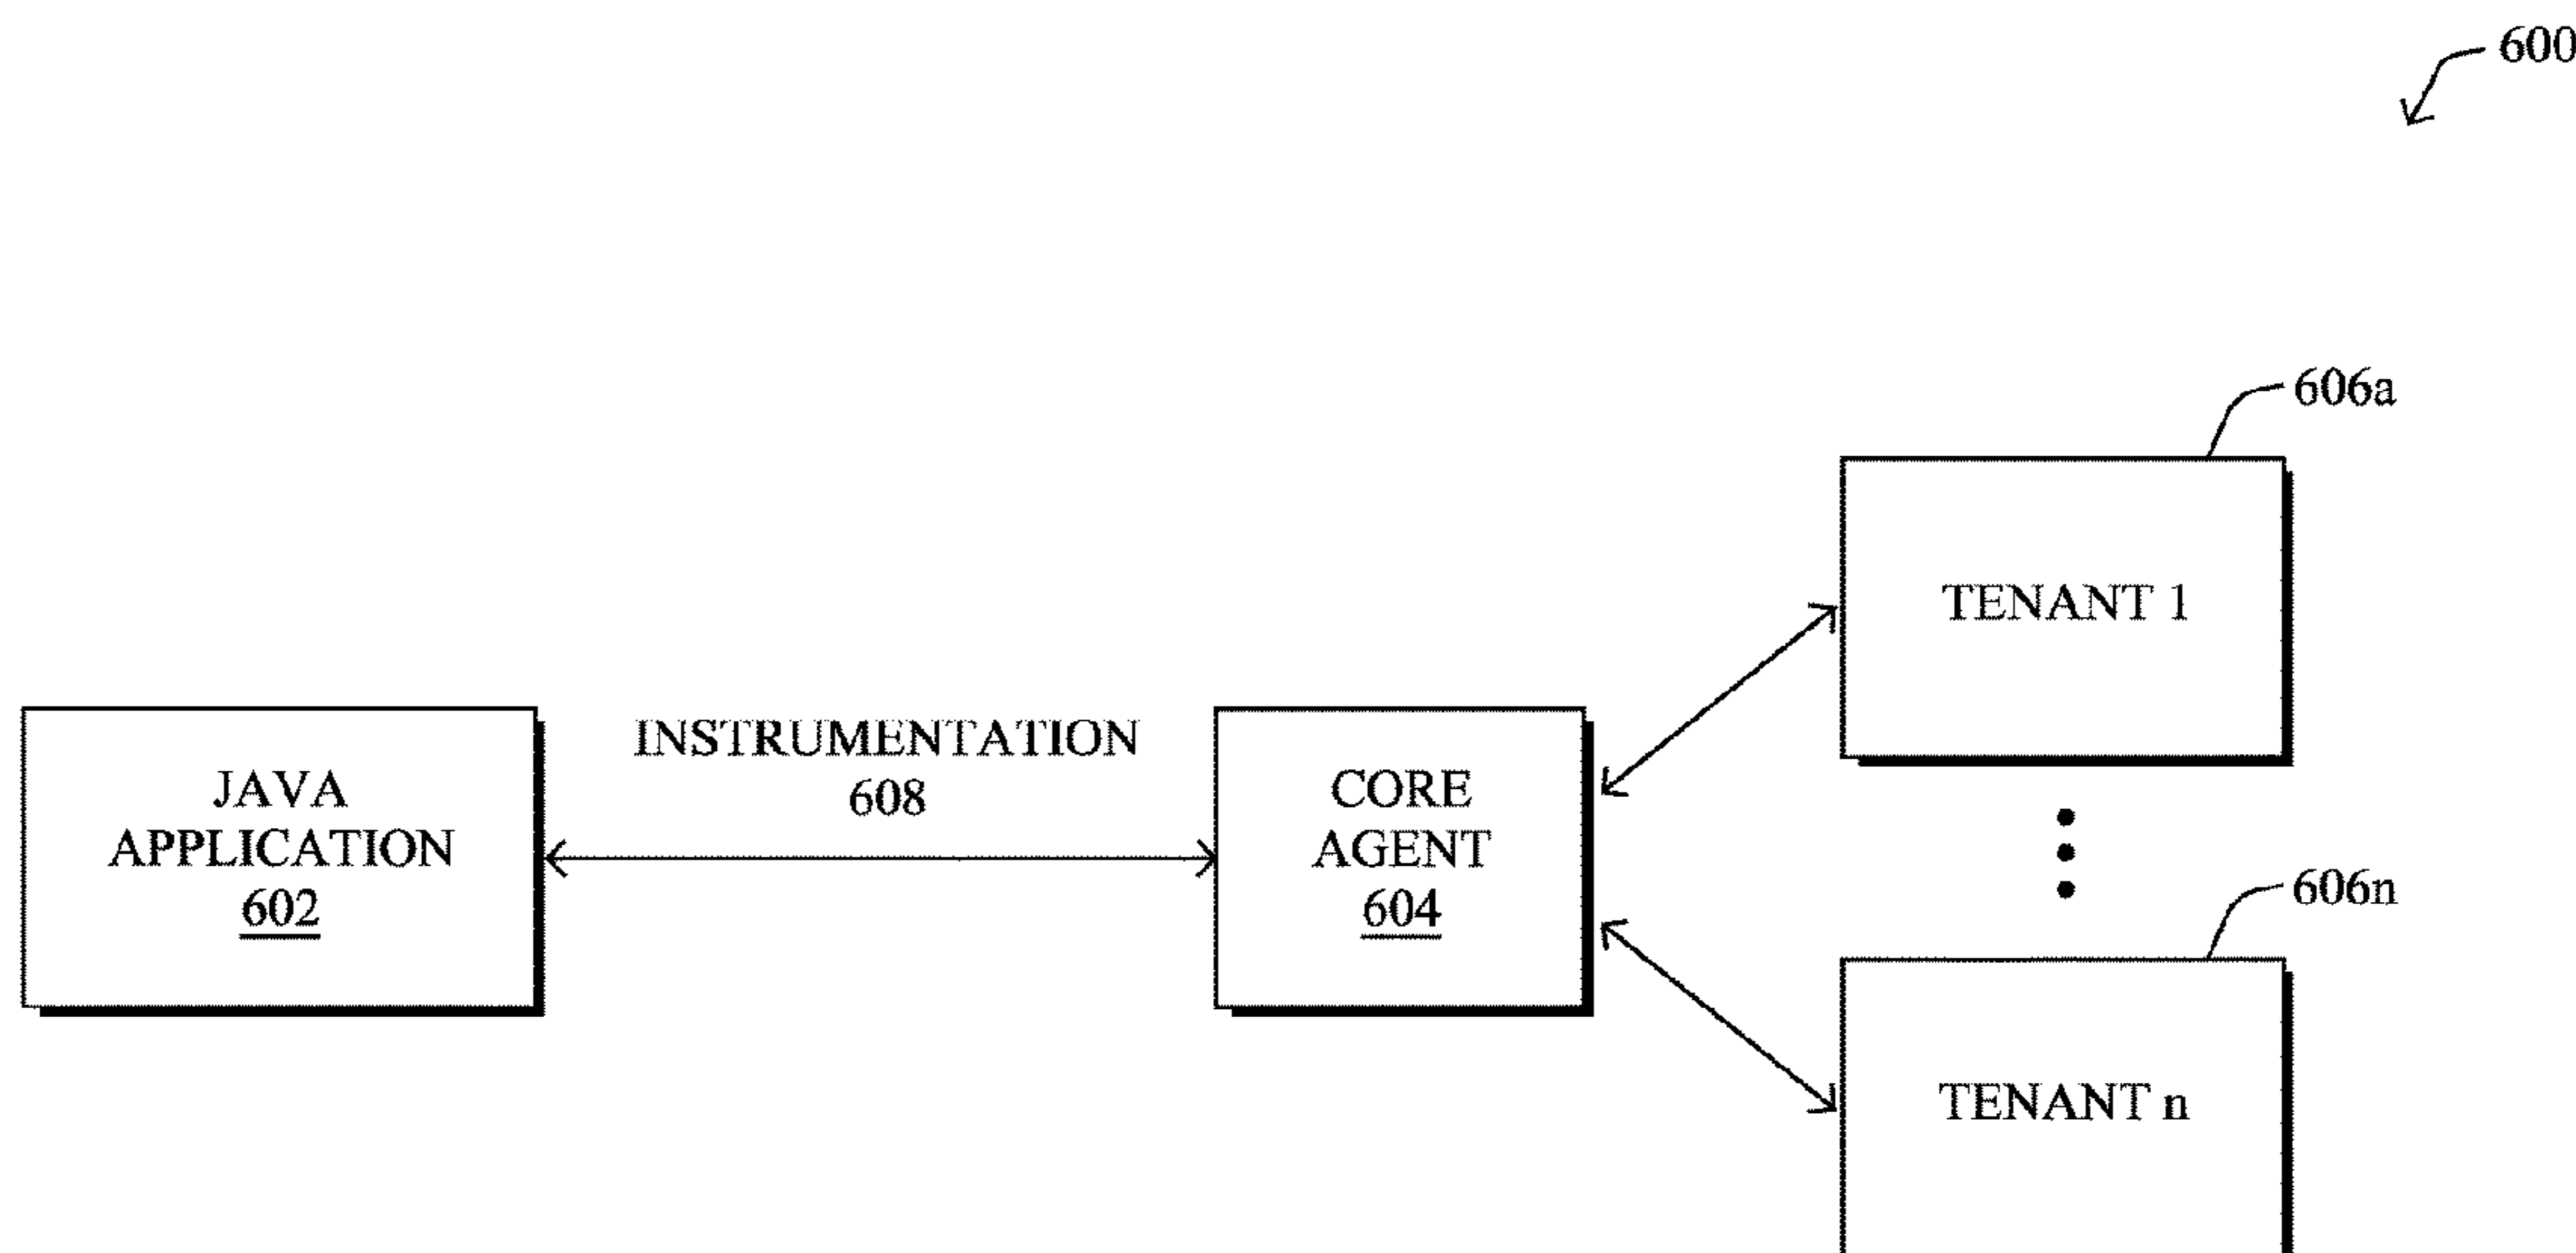 600
606a
TENANT 1
INSTRUMENTATION
608
JAVA
APPLICATION
602
CORE
AGENT
604
606n
TENANT n